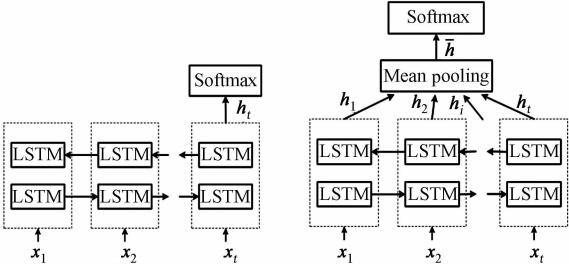 Softmax
h_t
LSTM LSTM LSTM
LSTM LSTM LSTM
x_1 x_2 x_t
Softmax
h̄
Mean pooling
h_1 h_2 h_i h_t
LSTM LSTM LSTM
LSTM LSTM LSTM
x_1 x_2 x_t